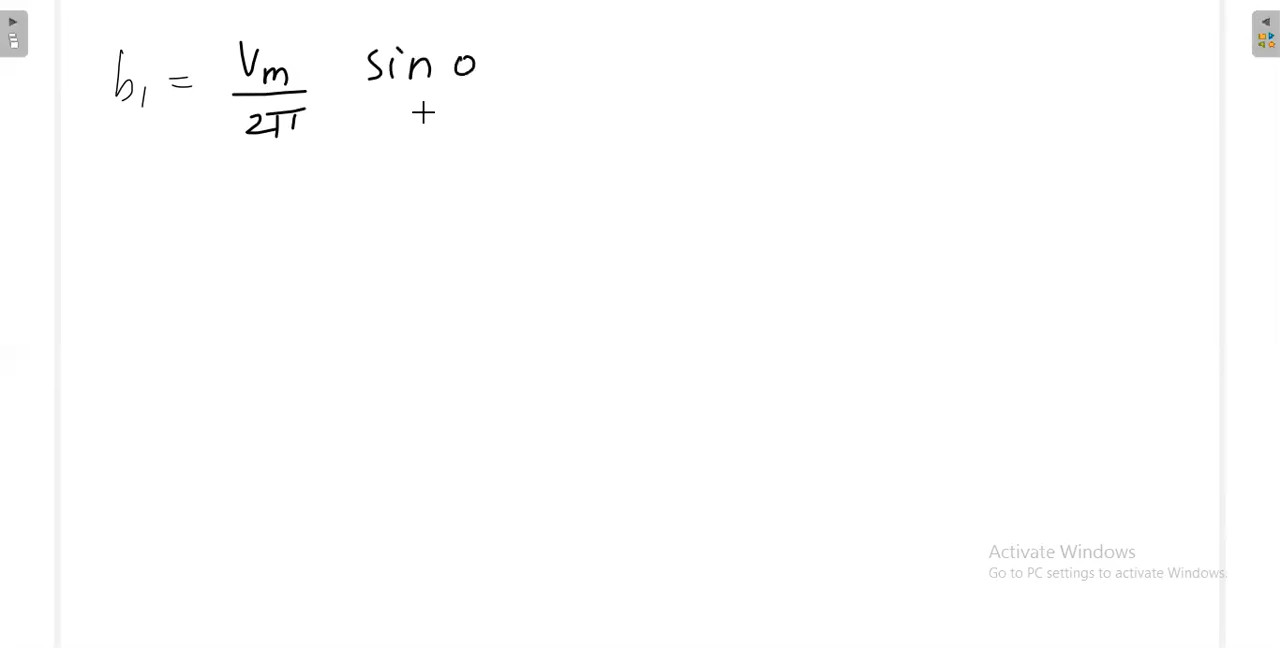 b₁ = Vm/2π sin 0
Activate Windows
Go to PC settings to activate Windows.